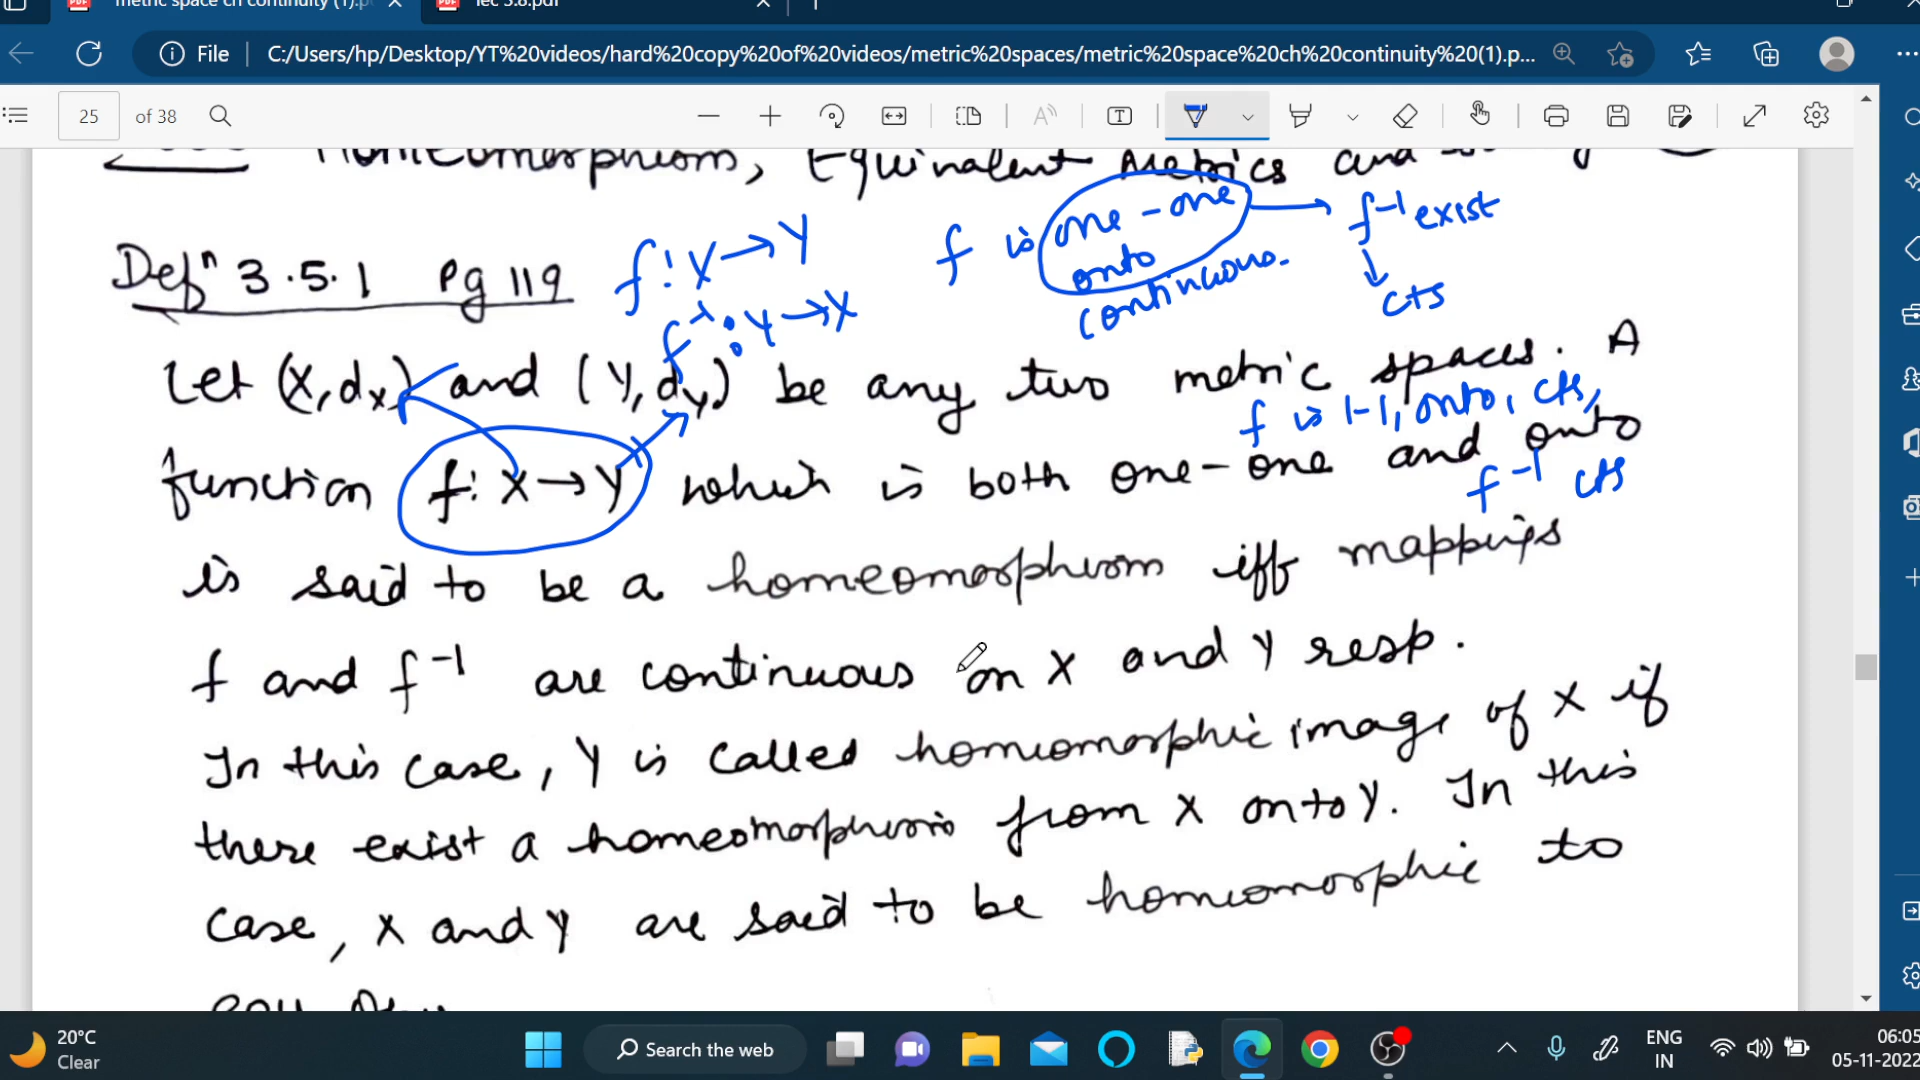 metric space ch continuity (1).p
lec 3.8.pdf
File
C:/Users/hp/Desktop/YT%20videos/hard%20copy%20of%20videos/metric%20spaces/metric%20space%20ch%20continuity%20(1).p...
25 of 38
Homeomorphism, Equivalent Metrics and
f is one-one onto continuous. → f⁻¹ exist ↓ cts
Defⁿ 3.5.1 Pg 119
f: X → Y
f⁻¹: Y → X
Let (X, dx) and (Y, dy) be any two metric spaces. A
f is 1-1, onto, cts,
function f: X → Y which is both one-one and onto
f⁻¹ cts
is said to be a homeomorphism iff mappings
f and f⁻¹ are continuous on X and Y resp.
In this case, Y is called homeomorphic image of X if
there exist a homeomorphism from X onto Y. In this
case, X and Y are said to be homeomorphic to
20°C
Clear
Search the web
ENG
IN
06:05
05-11-2022